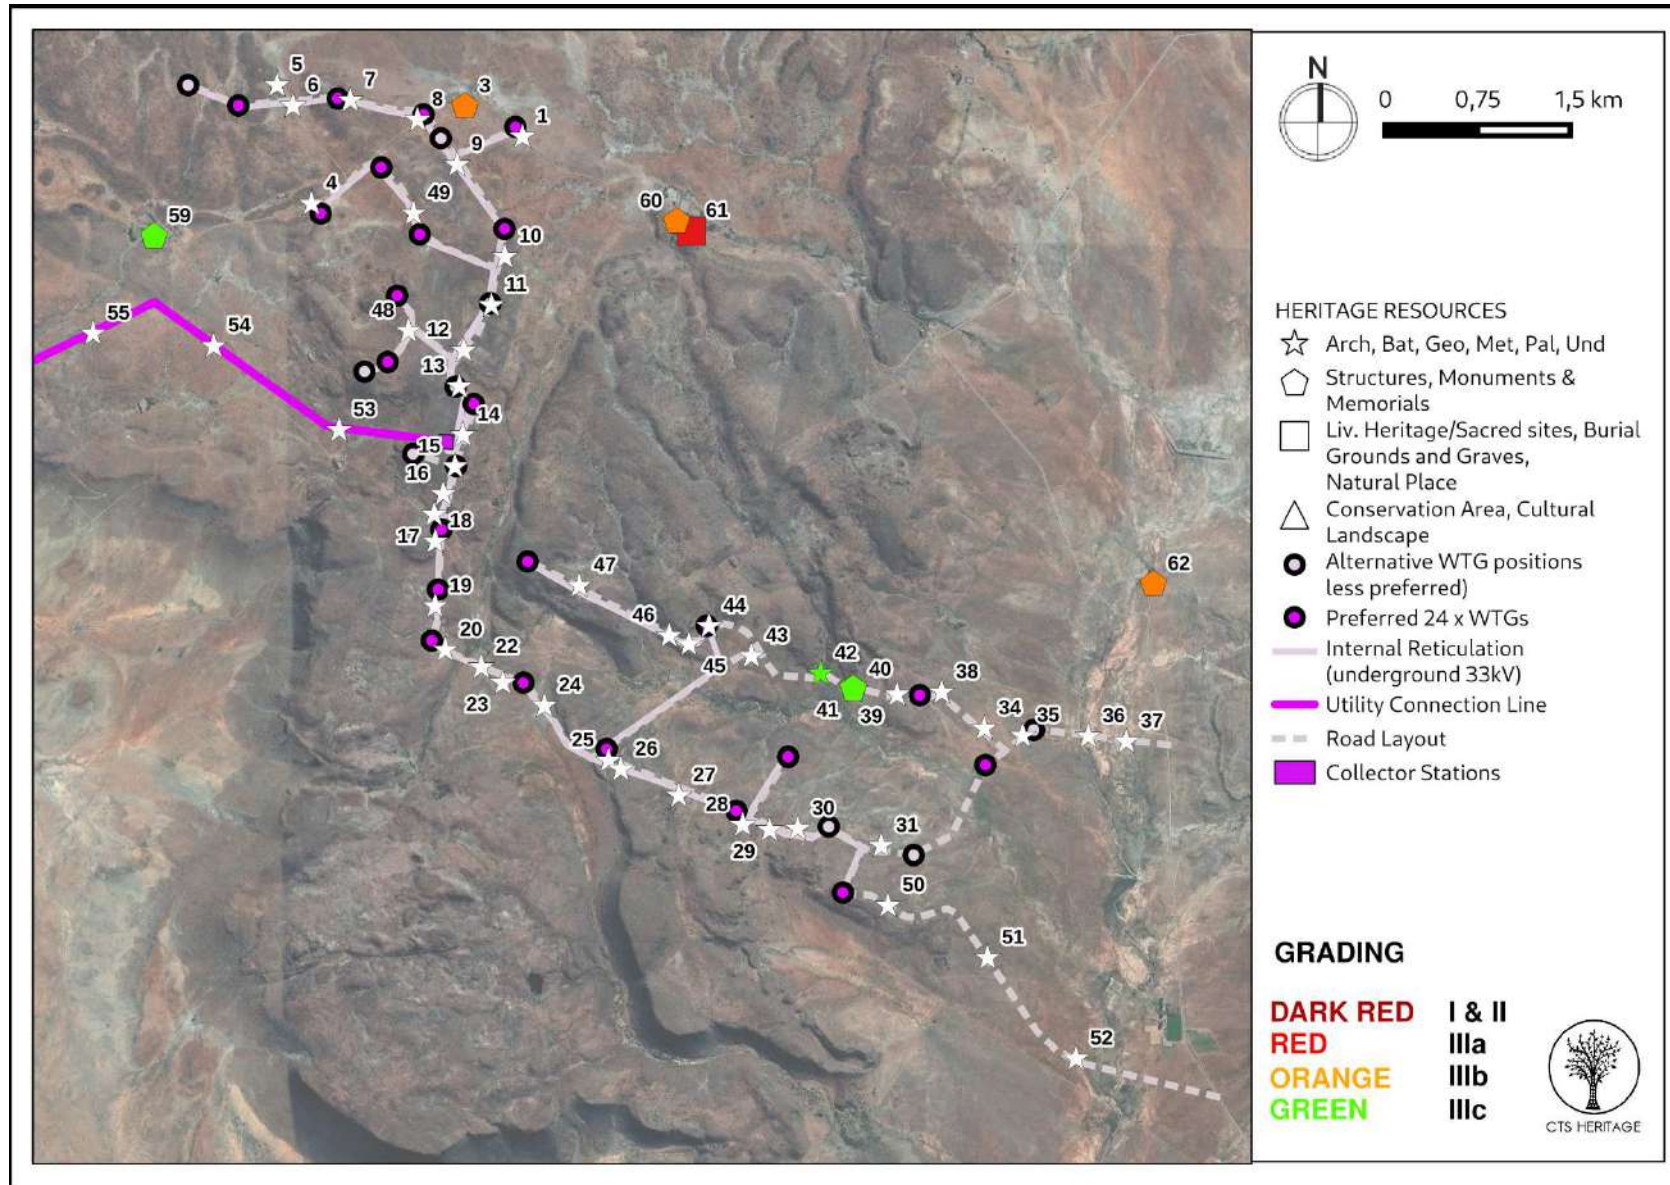 5
7
3
6
8
1
9
4
49
59
60
61
10
11
55
48
54
12
13
53
14
15
16
18
17
62
47
19
44
46
20
43
22
42
45
40
38
24
23
41
39
34
35
36
37
25
26
27
28
30
31
29
50
51
52
N
0 0,75 1,5 km
HERITAGE RESOURCES
Arch, Bat, Geo, Met, Pal, Und
Structures, Monuments &
Memorials
Liv. Heritage/Sacred sites, Burial
Grounds and Graves,
Natural Place
Conservation Area, Cultural
Landscape
Alternative WTG positions
less preferred)
Preferred 24 x WTGs
Internal Reticulation
(underground 33kV)
Utility Connection Line
Road Layout
Collector Stations
GRADING
DARK RED I & II
RED IIIa
ORANGE IIIb
GREEN IIIc
CTS HERITAGE